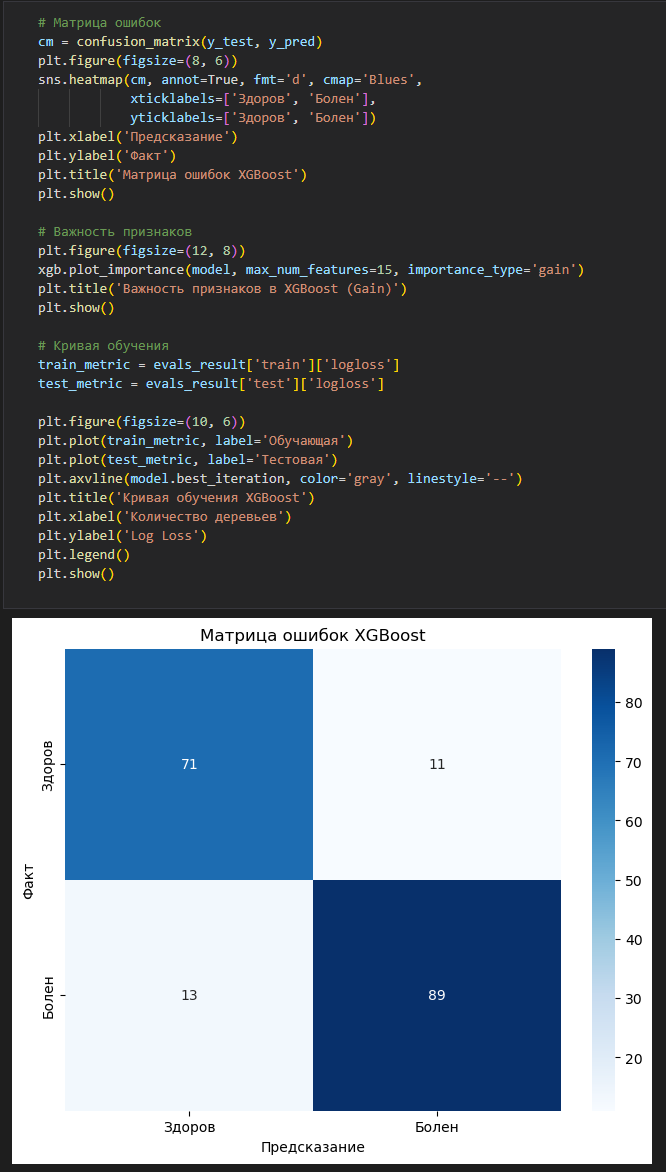 # Матрица ошибок
cm = confusion_matrix(y_test, y_pred)
plt.figure(figsize=(8, 6))
sns.heatmap(cm, annot=True, fmt='d', cmap='Blues',
            xticklabels=['Здоров', 'Болен'],
            yticklabels=['Здоров', 'Болен'])
plt.xlabel('Предсказание')
plt.ylabel('Факт')
plt.title('Матрица ошибок XGBoost')
plt.show()

# Важность признаков
plt.figure(figsize=(12, 8))
xgb.plot_importance(model, max_num_features=15, importance_type='gain')
plt.title('Важность признаков в XGBoost (Gain)')
plt.show()

# Кривая обучения
train_metric = evals_result['train']['logloss']
test_metric = evals_result['test']['logloss']

plt.figure(figsize=(10, 6))
plt.plot(train_metric, label='Обучающая')
plt.plot(test_metric, label='Тестовая')
plt.axvline(model.best_iteration, color='gray', linestyle='--')
plt.title('Кривая обучения XGBoost')
plt.xlabel('Количество деревьев')
plt.ylabel('Log Loss')
plt.legend()
plt.show()

Матрица ошибок XGBoost
Факт
Здоров
71
11
Болен
13
89
Здоров
Болен
Предсказание
80
70
60
50
40
30
20